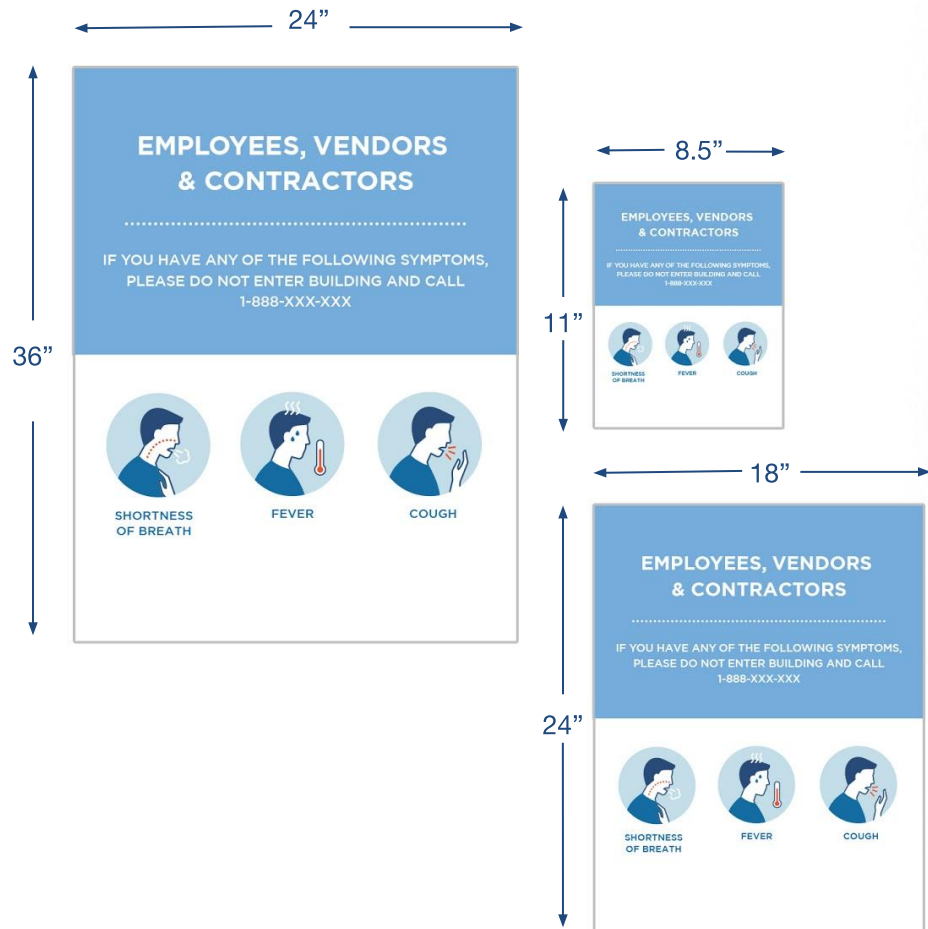 24”
EMPLOYEES, VENDORS
& CONTRACTORS
IF YOU HAVE ANY OF THE FOLLOWING SYMPTOMS,
PLEASE DO NOT ENTER BUILDING AND CALL
1-888-XXX-XXX
36”
SHORTNESS
OF BREATH
FEVER
COUGH
8.5”
EMPLOYEES, VENDORS
& CONTRACTORS
IF YOU HAVE ANY OF THE FOLLOWING SYMPTOMS,
PLEASE DO NOT ENTER BUILDING AND CALL
1-888-XXX-XXX
11”
SHORTNESS
OF BREATH
FEVER
COUGH
18”
EMPLOYEES, VENDORS
& CONTRACTORS
IF YOU HAVE ANY OF THE FOLLOWING SYMPTOMS,
PLEASE DO NOT ENTER BUILDING AND CALL
1-888-XXX-XXX
24”
SHORTNESS
OF BREATH
FEVER
COUGH